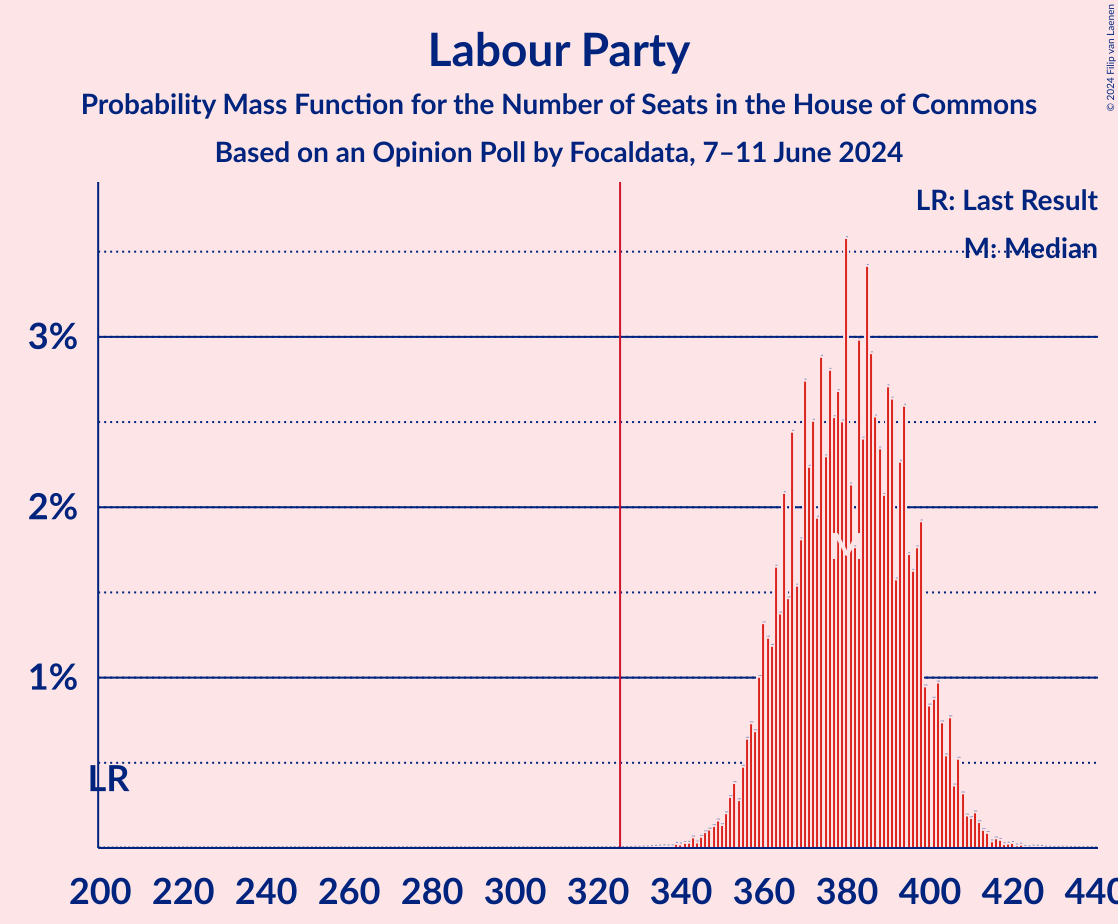 Labour Party
Probability Mass Function for the Number of Seats in the House of Commons
Based on an Opinion Poll by Focaldata, 7–11 June 2024
© 2024 Filip van Laenen
LR: Last Result
M: Median
3%
2%
1%
M
LR
200 220 240 260 280 300 320 340 360 380 400 420 440